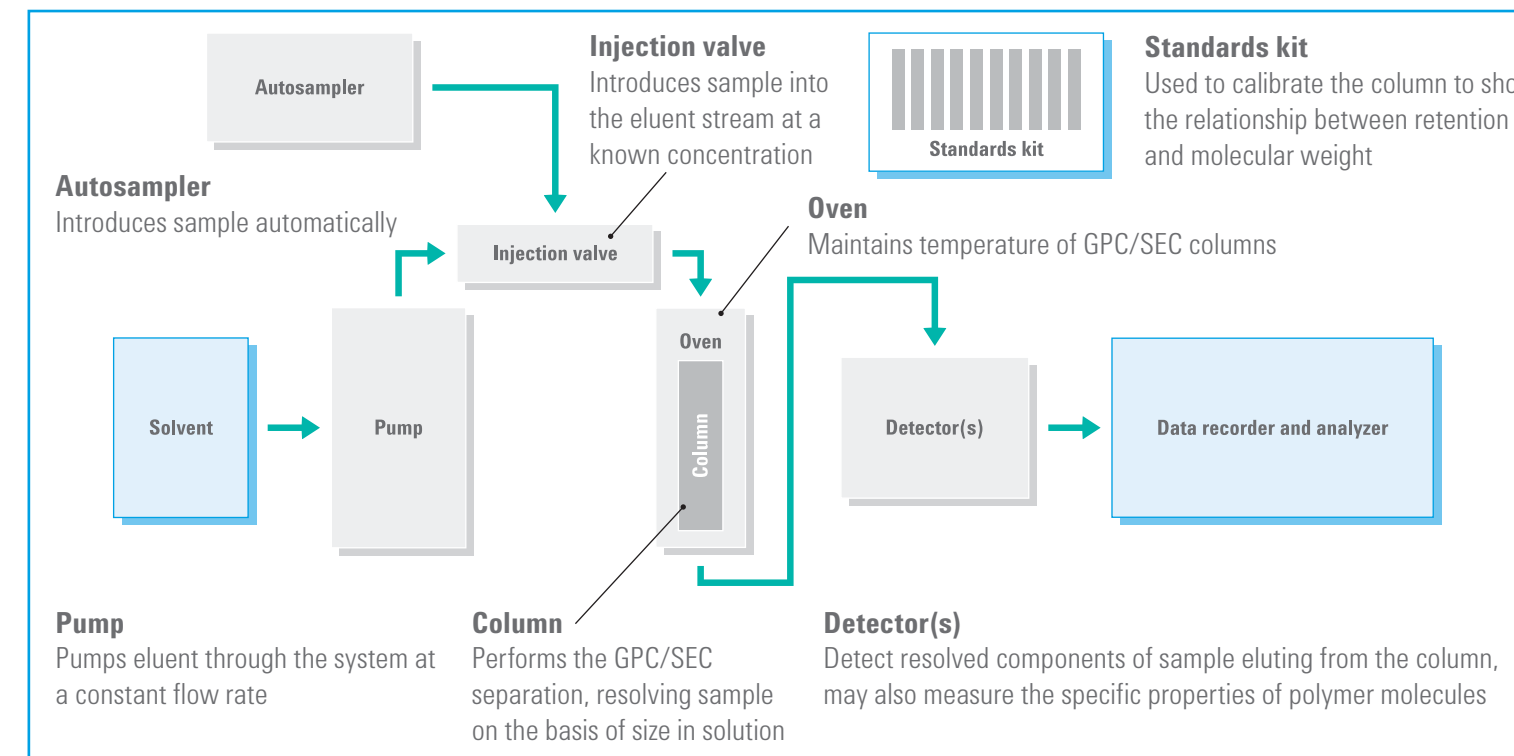 Autosampler
Autosampler
Introduces sample automatically
Injection valve
Introduces sample into
the eluent stream at a
known concentration
Standards kit
Standards kit
Used to calibrate the column to
the relationship between retention
and molecular weight
Oven
Maintains temperature of GPC/SEC columns
Injection valve
Solvent
Pump
Oven
Column
Detector(s)
Data recorder and analyzer
Pump
Pumps eluent through the system at
a constant flow rate
Column
Performs the GPC/SEC
separation, resolving sample
on the basis of size in solution
Detector(s)
Detect resolved components of sample eluting from the column,
may also measure the specific properties of polymer molecules